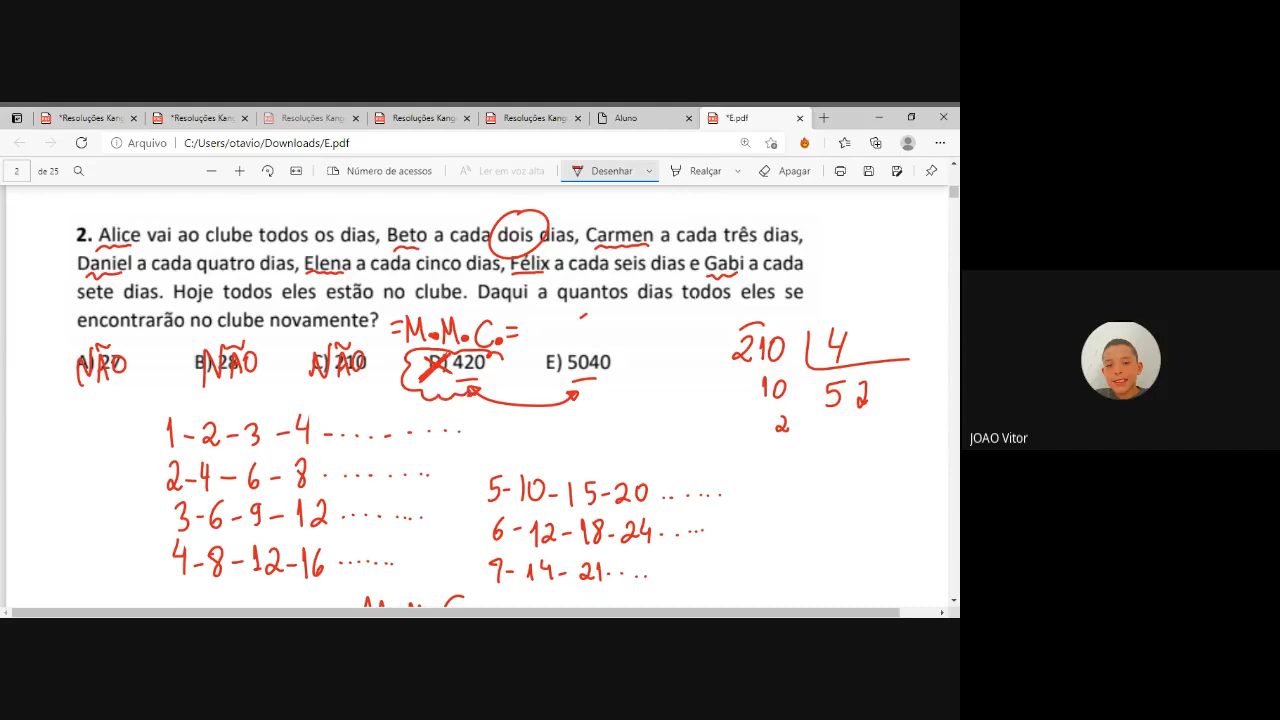 *Resoluções Kang
*Resoluções Kang
Resoluções Kang
Resoluções Kang
Resoluções Kang
Aluno
*E.pdf
Arquivo
C:/Users/otavio/Downloads/E.pdf
2 de 25
Número de acessos
Ler em voz alta
Desenhar
Realçar
Apagar
2. Alice vai ao clube todos os dias, Beto a cada dois dias, Carmen a cada três dias,
Daniel a cada quatro dias, Elena a cada cinco dias, Félix a cada seis dias e Gabi a cada
sete dias. Hoje todos eles estão no clube. Daqui a quantos dias todos eles se
encontrarão no clube novamente?
=M.M.C.=
A) 27 B) 28 C) 210 D) 420 E) 5040
NÃO NÃO NÃO
210 4
10 52
2
1-2-3-4-.... ...
2-4-6-8 .......
3-6-9-12 .......
4-8-12-16 ......
5-10-15-20 ......
6-12-18-24 .....
7-14-21 ....
JOAO Vitor